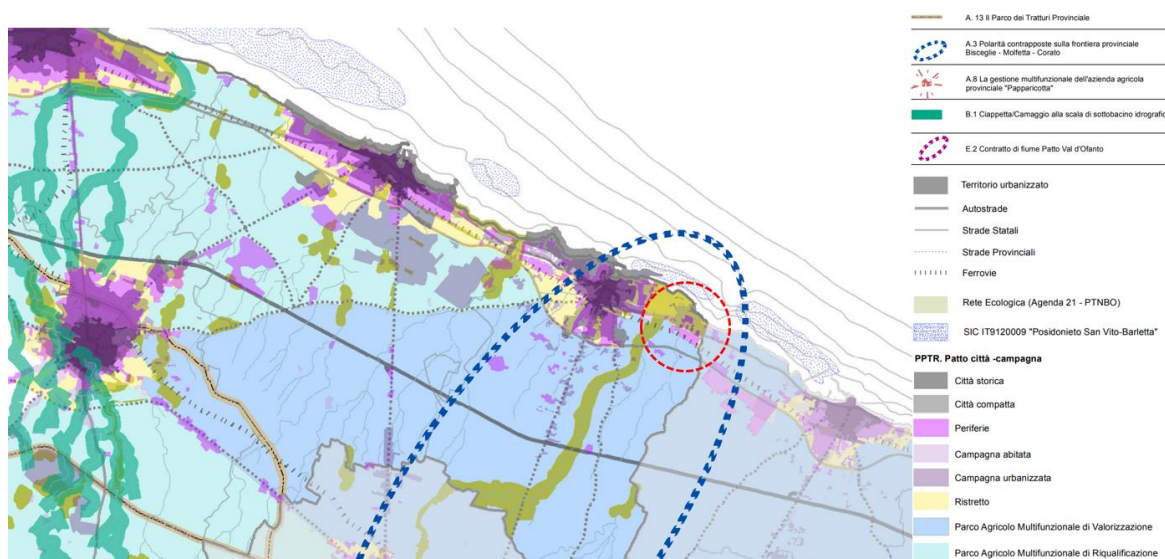 A. 13 Il Parco dei Tratturi Provinciale
A.3 Polarità contrapposte sulla frontiera provinciale
Bisceglie - Molfetta - Corato
A.8 La gestione multifunzionale dell'azienda agricola
provinciale "Papparicotta"
B.1 Ciappetta/Camaggio alla scala di sottobacino idrografic
E.2 Contratto di fiume Patto Val d'Ofanto
Territorio urbanizzato
Autostrade
Strade Statali
Strade Provinciali
Ferrovie
Rete Ecologica (Agenda 21 - PTNBO)
SIC IT9120009 "Posidonieto San Vito-Barletta"
PPTR. Patto città -campagna
Città storica
Città compatta
Periferie
Campagna abitata
Campagna urbanizzata
Ristretto
Parco Agricolo Multifunzionale di Valorizzazione
Parco Agricolo Multifunzionale di Riqualificazione